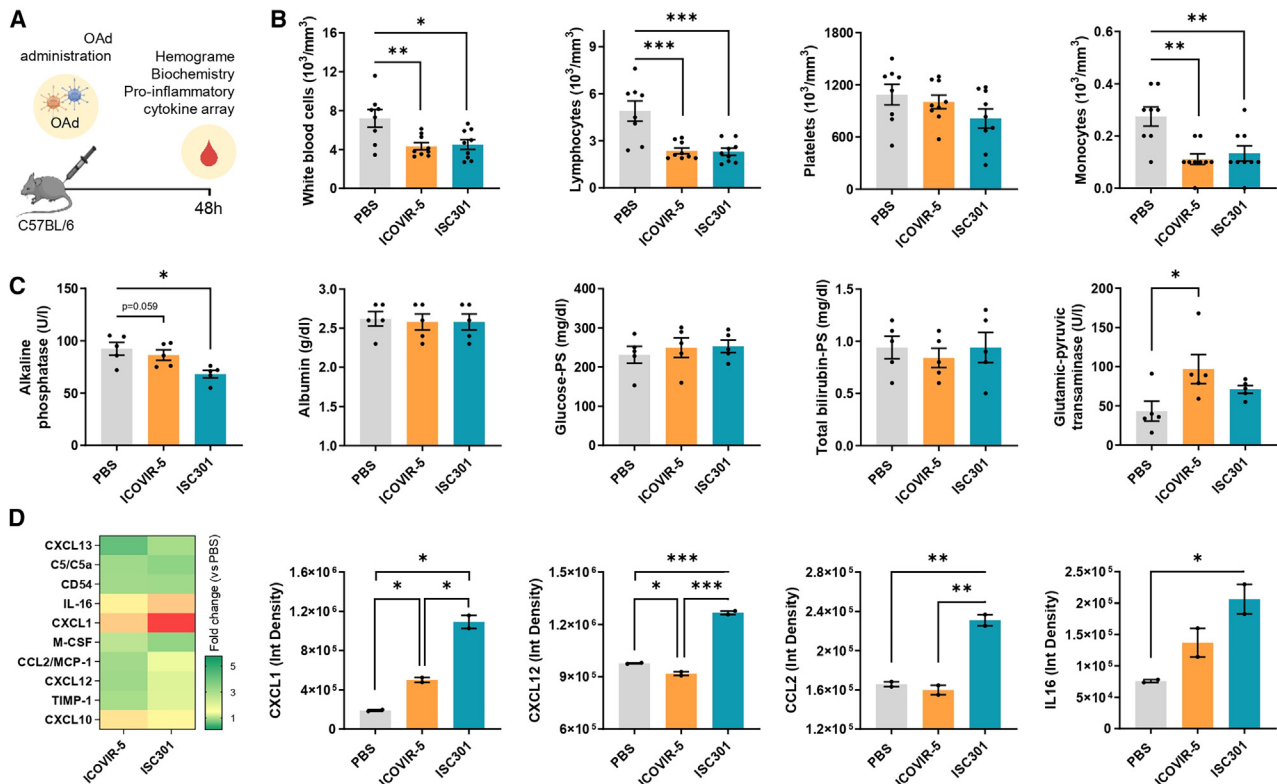 A
OAd
administration
Hemograme
Biochemistry
Pro-inflammatory
cytokine array
OAd
48h
C57BL/6
B
White blood cells (10³/mm³)
16
12
8
4
0
*
**
PBS
ICOVIR-5
ISC301
Lymphocytes (10³/mm³)
9
6
3
0
***
***
PBS
ICOVIR-5
ISC301
Platelets (10³/mm³)
1800
1200
600
0
PBS
ICOVIR-5
ISC301
Monocytes (10³/mm³)
0.6
0.4
0.2
0.0
**
**
PBS
ICOVIR-5
ISC301
C
Alkaline
phosphatase (U/l)
150
100
50
0
*
p=0.059
PBS
ICOVIR-5
ISC301
Albumin (g/dl)
3.0
2.5
2.0
1.5
1.0
PBS
ICOVIR-5
ISC301
Glucose-PS (mg/dl)
400
300
200
100
0
PBS
ICOVIR-5
ISC301
Total bilirubin-PS (mg/dl)
1.5
1.0
0.5
0.0
PBS
ICOVIR-5
ISC301
Glutamic-pyruvic
transaminase (U/l)
200
150
100
50
0
*
PBS
ICOVIR-5
ISC301
D
CXCL13
C5/C5a
CD54
IL-16
CXCL1
M-CSF
CCL2/MCP-1
CXCL12
TIMP-1
CXCL10
ICOVIR-5
ISC301
Fold change (vs PBS)
5
3
1
CXCL1 (Int Density)
1.6×10⁶
1.2×10⁶
8×10⁵
4×10⁵
0
*
*
*
PBS
ICOVIR-5
ISC301
CXCL12 (Int Density)
1.5×10⁶
1.2×10⁶
9×10⁵
6×10⁵
***
*
***
PBS
ICOVIR-5
ISC301
CCL2 (Int Density)
2.8×10⁵
2.4×10⁵
2.0×10⁵
1.6×10⁵
1.2×10⁵
**
**
PBS
ICOVIR-5
ISC301
IL16 (Int Density)
2.5×10⁵
2×10⁵
1.5×10⁵
1×10⁵
5×10⁴
0
*
PBS
ICOVIR-5
ISC301